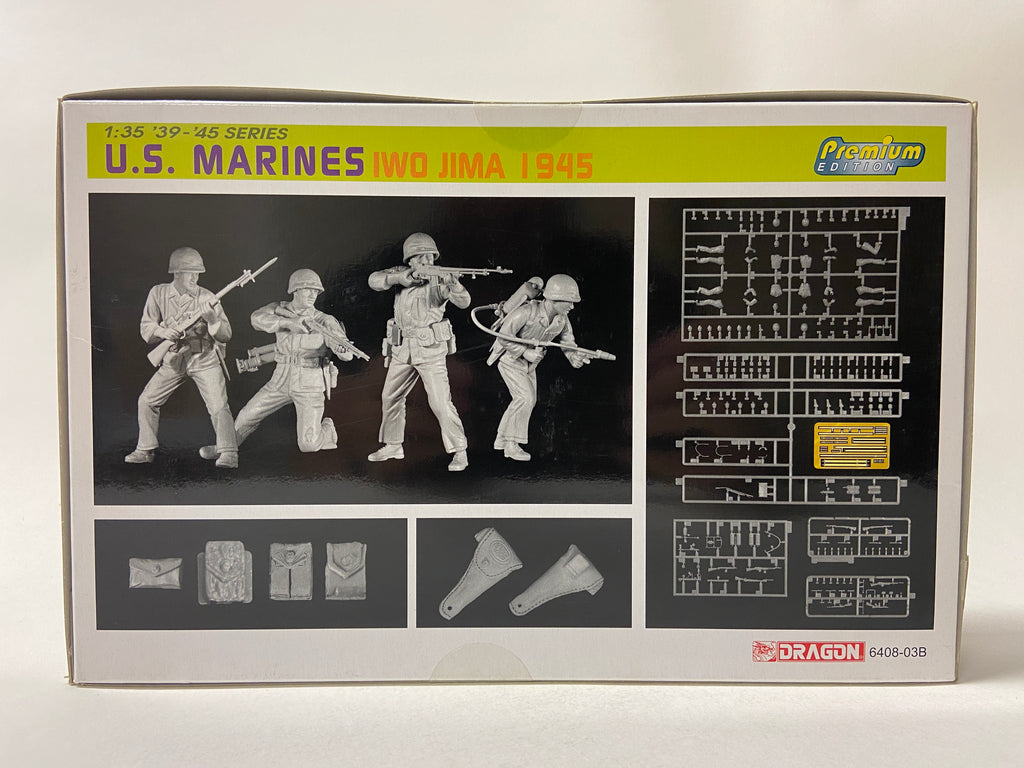 1:35 '39-'45 SERIES
U.S. MARINES IWO JIMA 1945
Premium
EDITION
DRAGON 6408-03B